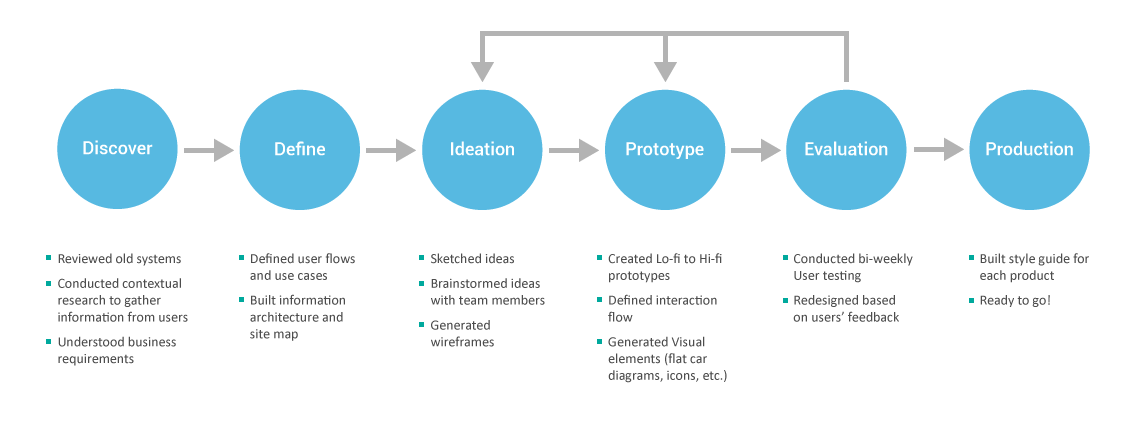 Discover
Define
Ideation
Prototype
Evaluation
Production
Reviewed old systems
Conducted contextual
research to gather
information from users
Understood business
requirements
Defined user flows
and use cases
Built information
architecture and
site map
Sketched ideas
Brainstormed ideas
with team members
Generated
wireframes
Created Lo-fi to Hi-fi
prototypes
Defined interaction
flow
Generated Visual
elements (flat car
diagrams, icons, etc.)
Conducted bi-weekly
User testing
Redesigned based
on users’ feedback
Built style guide for
each product
Ready to go!